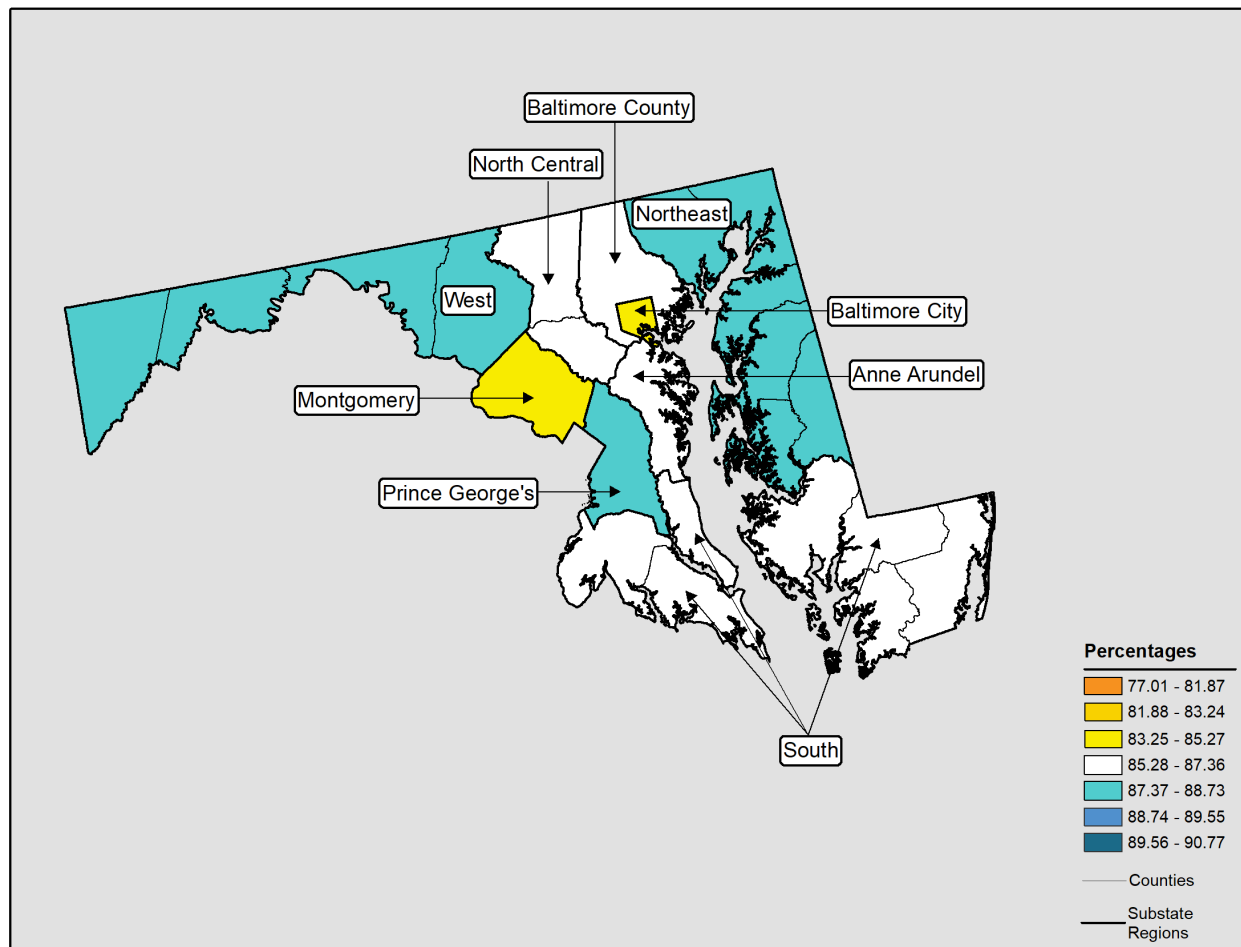 Baltimore County
North Central
Northeast
West
Baltimore City
Anne Arundel
Montgomery
Prince George's
South
Percentages
77.01 - 81.87
81.88 - 83.24
83.25 - 85.27
85.28 - 87.36
87.37 - 88.73
88.74 - 89.55
89.56 - 90.77
Counties
Substate
Regions